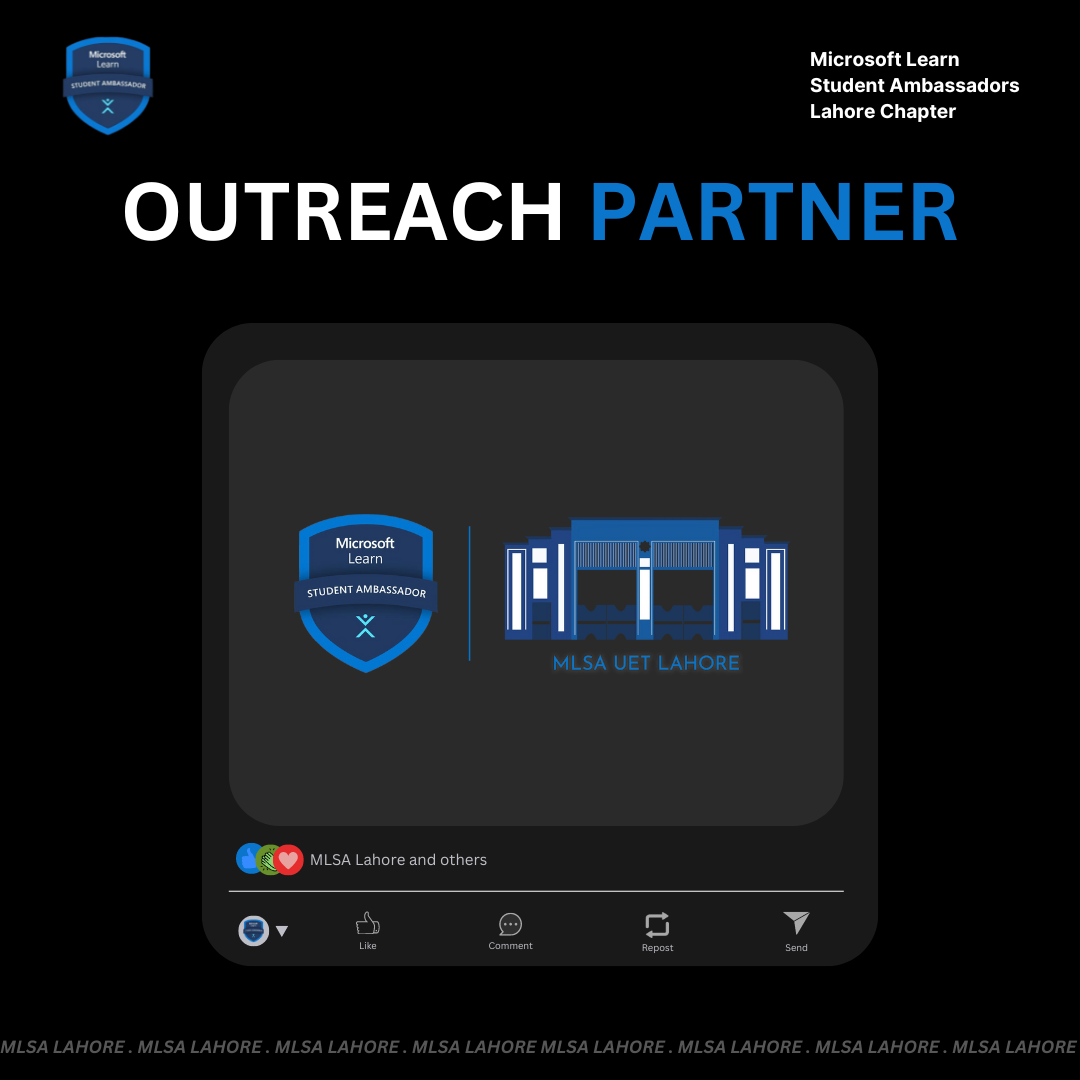 Microsoft
Learn
STUDENT AMBASSADOR
Microsoft Learn
Student Ambassadors
Lahore Chapter
OUTREACH PARTNER
Microsoft
Learn
STUDENT AMBASSADOR
MLSA UET LAHORE
MLSA Lahore and others
Like
Comment
Repost
Send
MLSA LAHORE . MLSA LAHORE . MLSA LAHORE . MLSA LAHORE MLSA LAHORE . MLSA LAHORE . MLSA LAHORE . MLSA LAHORE